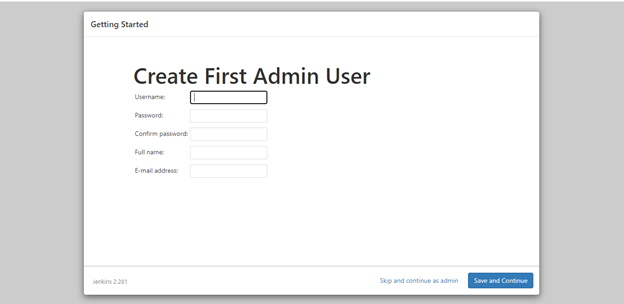 Getting Started
Create First Admin User
Username:
Password:
Confirm password:
Full name:
E-mail address:
Jenkins 2.281
Skip and continue as admin
Save and Continue